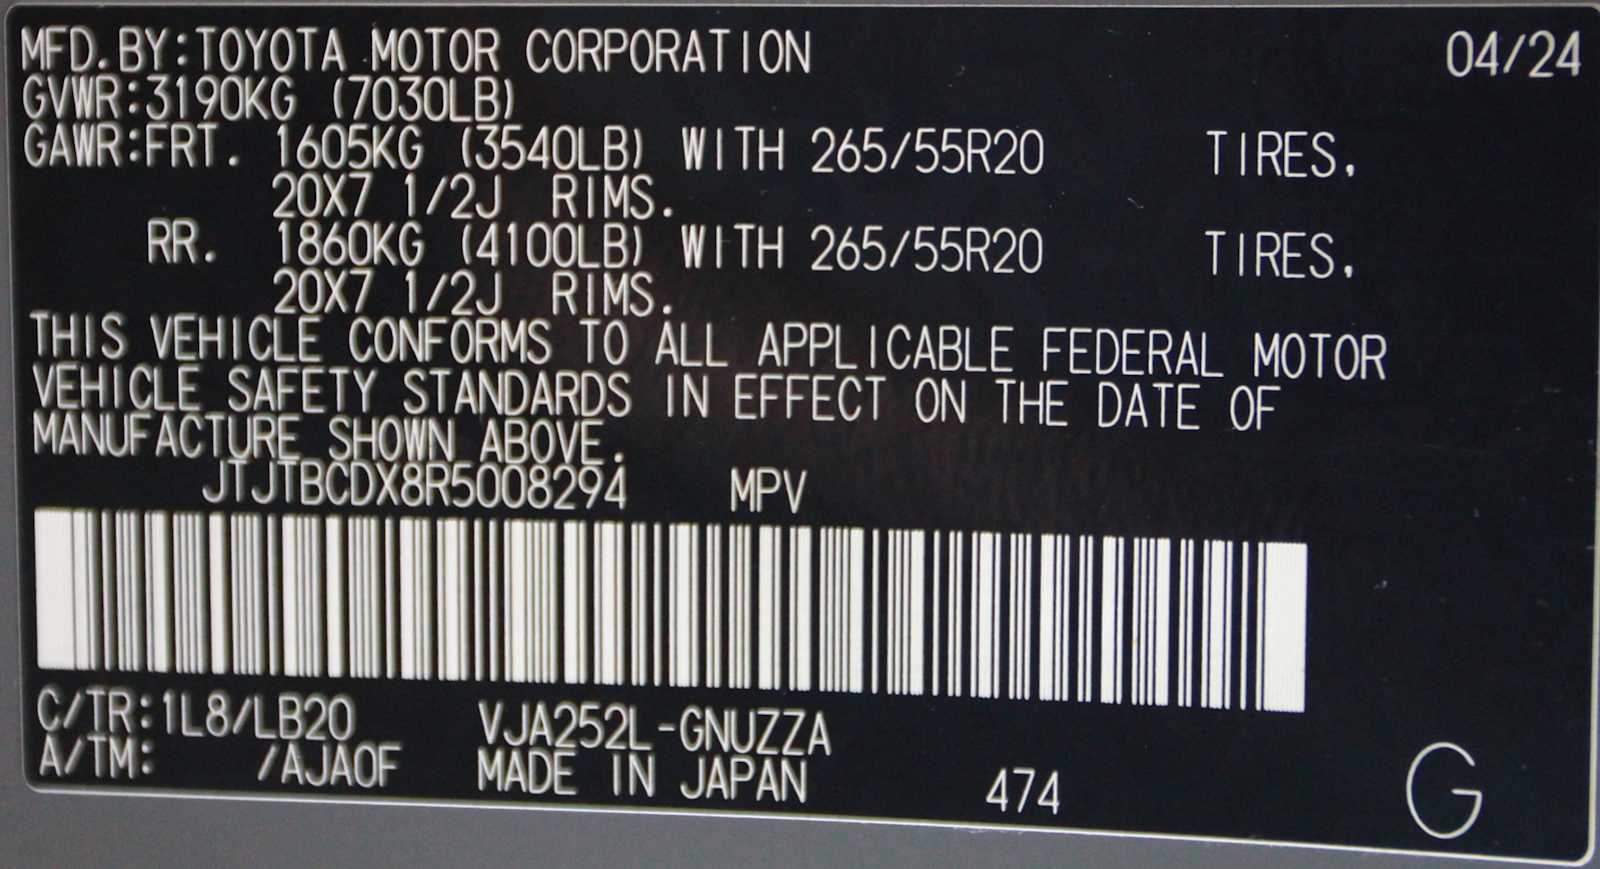 MFD.BY:TOYOTA MOTOR CORPORATION 04/24
GVWR:3190KG (7030LB)
GAWR:FRT. 1605KG (3540LB) WITH 265/55R20 TIRES.
20X7 1/2J RIMS.
RR. 1860KG (4100LB) WITH 265/55R20 TIRES.
20X7 1/2J RIMS.
THIS VEHICLE CONFORMS TO ALL APPLICABLE FEDERAL MOTOR
VEHICLE SAFETY STANDARDS IN EFFECT ON THE DATE OF
MANUFACTURE SHOWN ABOVE.
JTJTBCDX8R5008294 MPV
C/TR:1L8/LB20 VJA252L-GNUZZA
A/TM: /AJA0F MADE IN JAPAN 474 G